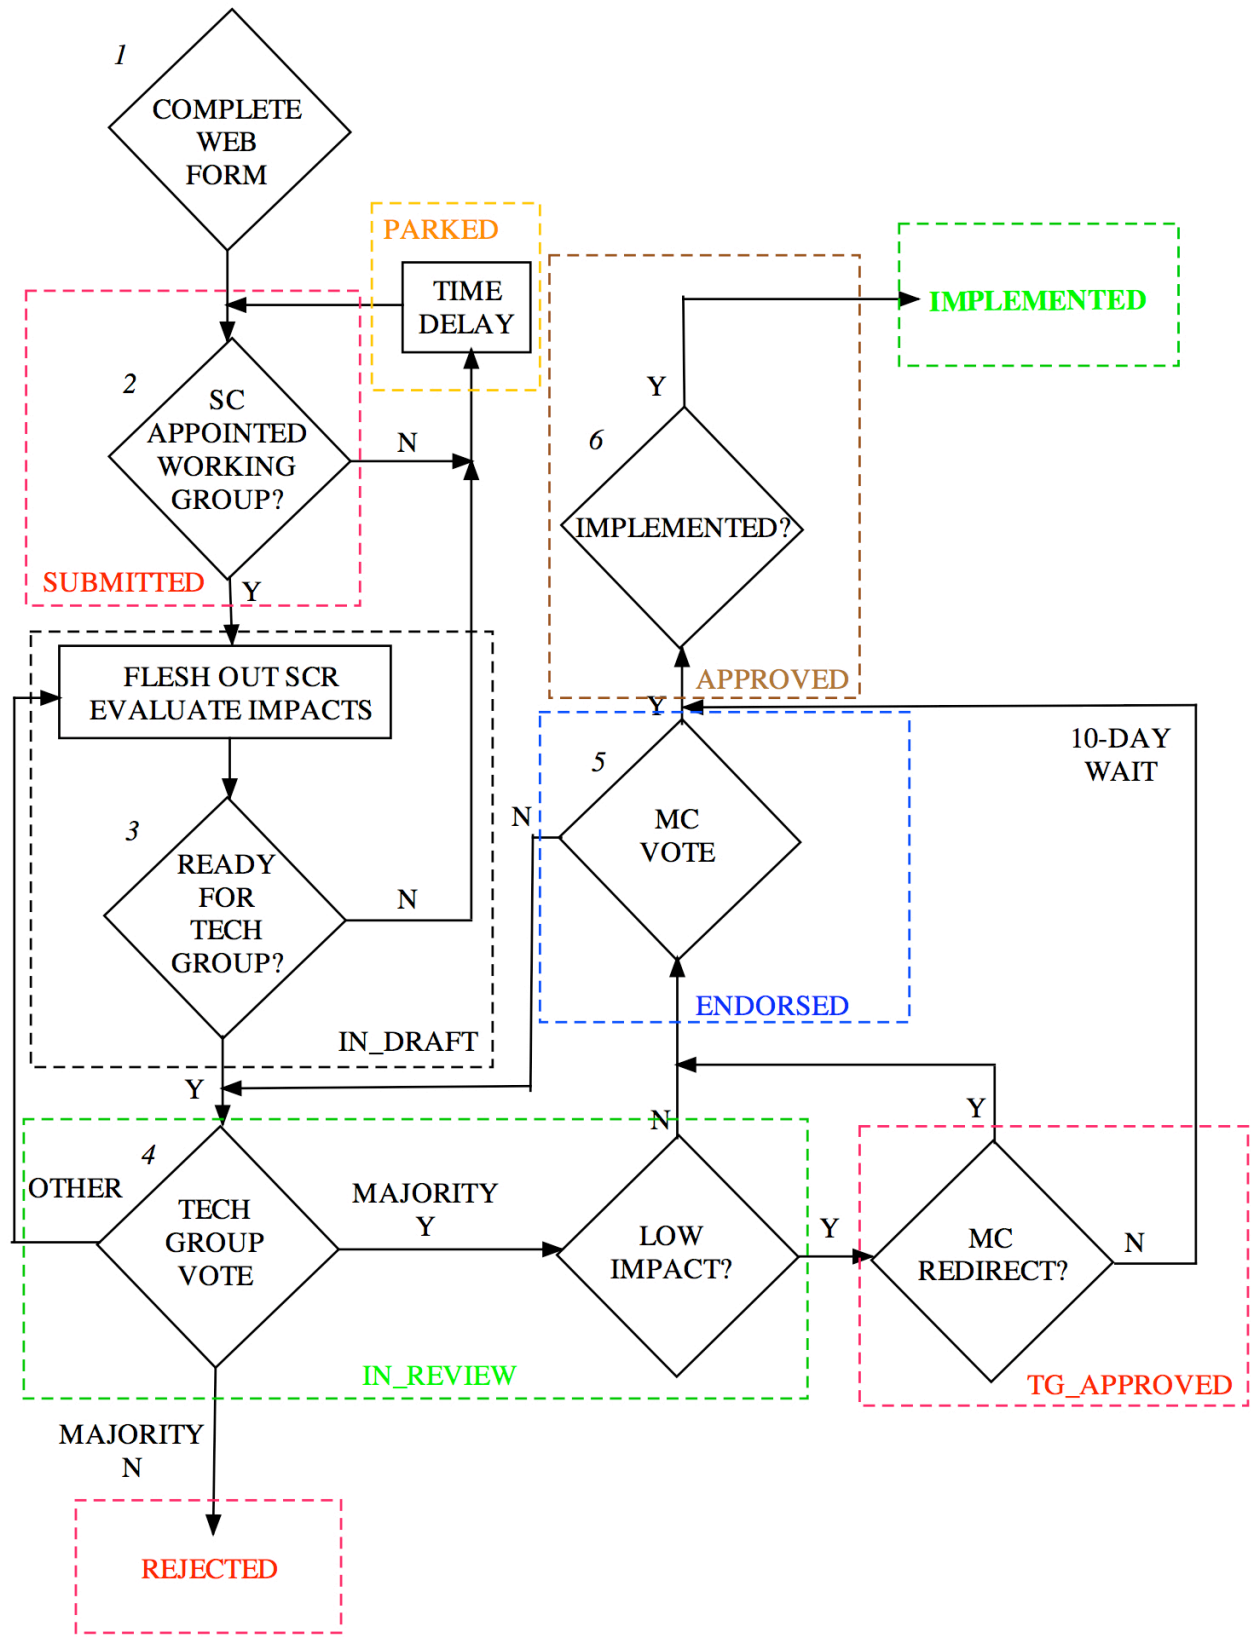 1
COMPLETE
WEB
FORM
PARKED
TIME
DELAY
IMPLEMENTED
2
SC
APPOINTED
WORKING
GROUP?
N
SUBMITTED
Y
Y
6
IMPLEMENTED?
APPROVED
FLESH OUT SCR
EVALUATE IMPACTS
Y
10-DAY
WAIT
3
READY
FOR
TECH
GROUP?
N
N
5
MC
VOTE
ENDORSED
IN_DRAFT
Y
4
OTHER
TECH
GROUP
VOTE
MAJORITY
Y
N
LOW
IMPACT?
Y
Y
MC
REDIRECT?
N
IN_REVIEW
TG_APPROVED
MAJORITY
N
REJECTED